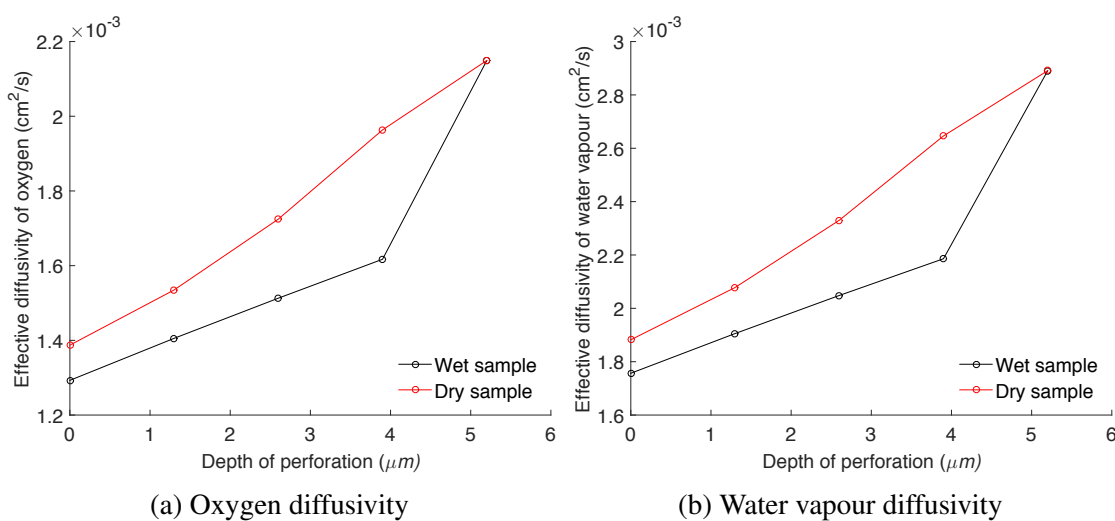 ×10⁻³
2.2
2
1.8
1.6
1.4
1.2
Effective diffusivity of oxygen (cm²/s)
Wet sample
Dry sample
0 1 2 3 4 5 6
Depth of perforation (μm)
(a) Oxygen diffusivity
×10⁻³
3
2.8
2.6
2.4
2.2
2
1.8
1.6
Effective diffusivity of water vapour (cm²/s)
Wet sample
Dry sample
0 1 2 3 4 5 6
Depth of perforation (μm)
(b) Water vapour diffusivity